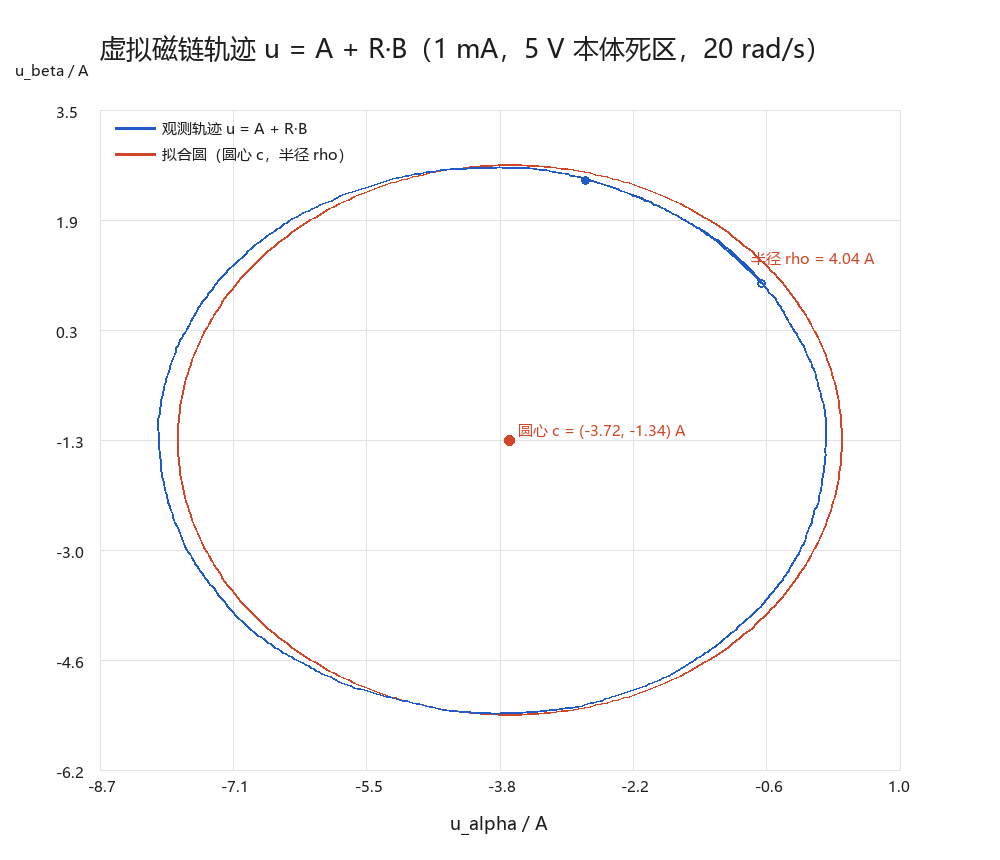 虚拟磁链轨迹 u = A + R·B（1 mA，5 V 本体死区，20 rad/s）
u_beta / A
3.5
观测轨迹 u = A + R·B
拟合圆（圆心 c，半径 rho）
1.9
半径 rho = 4.04 A
0.3
圆心 c = (-3.72, -1.34) A
-1.3
-3.0
-4.6
-6.2
-8.7 -7.1 -5.5 -3.8 -2.2 -0.6 1.0
u_alpha / A